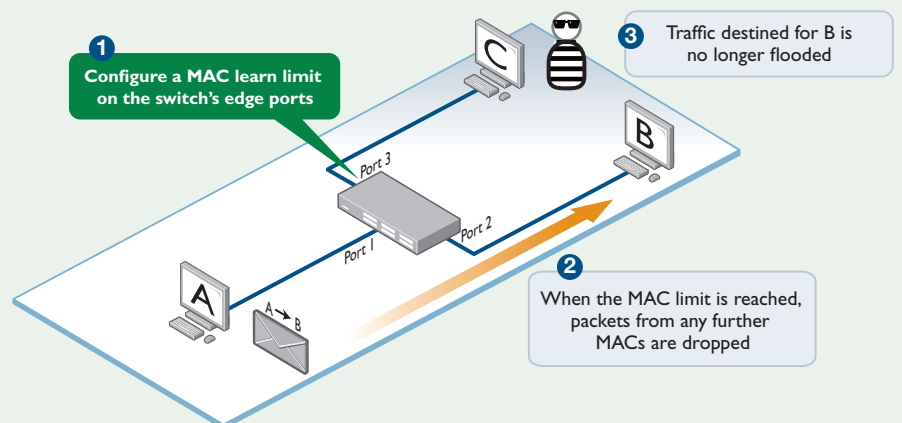 1
Configure a MAC learn limit
on the switch's edge ports
C
3
Traffic destined for B is
no longer flooded
B
Port 3
Port 2
Port 1
A
A → B
2
When the MAC limit is reached,
packets from any further
MACs are dropped